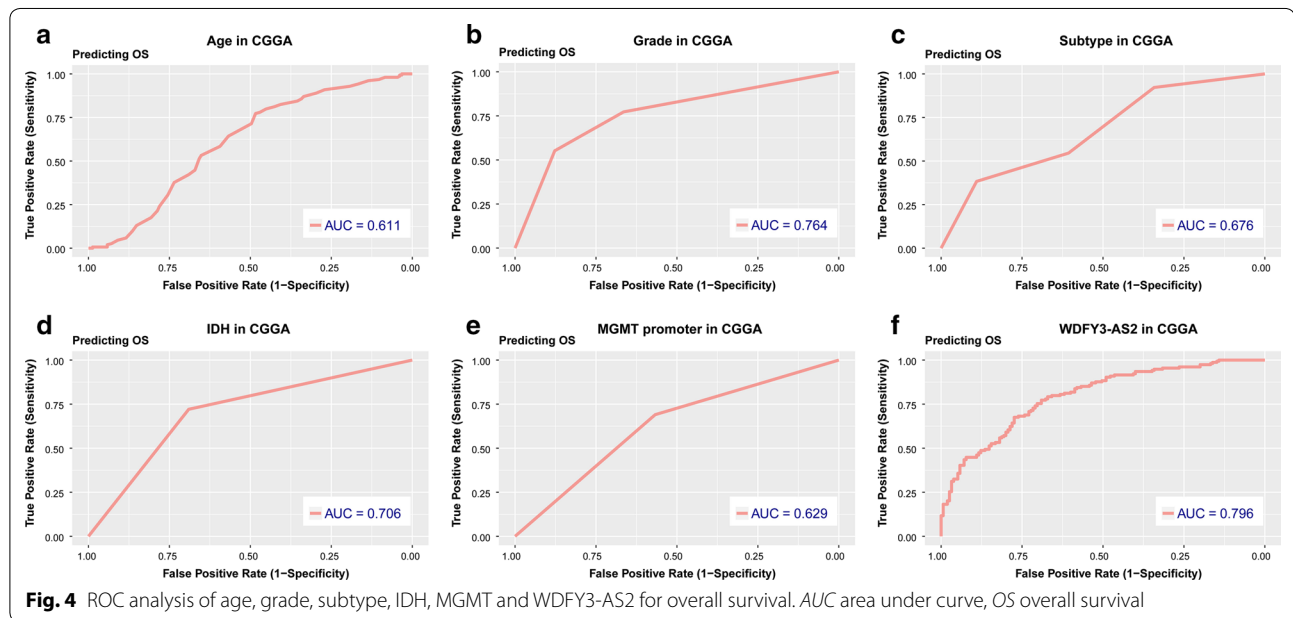 a
Age in CGGA
Predicting OS
True Positive Rate (Sensitivity)
1.00
0.75
0.50
0.25
0.00
1.00 0.75 0.50 0.25 0.00
False Positive Rate (1−Specificity)
AUC = 0.611
b
Grade in CGGA
Predicting OS
True Positive Rate (Sensitivity)
1.00
0.75
0.50
0.25
0.00
1.00 0.75 0.50 0.25 0.00
False Positive Rate (1−Specificity)
AUC = 0.764
c
Subtype in CGGA
Predicting OS
True Positive Rate (Sensitivity)
1.00
0.75
0.50
0.25
0.00
1.00 0.75 0.50 0.25 0.00
False Positive Rate (1−Specificity)
AUC = 0.676
d
IDH in CGGA
Predicting OS
True Positive Rate (Sensitivity)
1.00
0.75
0.50
0.25
0.00
1.00 0.75 0.50 0.25 0.00
False Positive Rate (1−Specificity)
AUC = 0.706
e
MGMT promoter in CGGA
Predicting OS
True Positive Rate (Sensitivity)
1.00
0.75
0.50
0.25
0.00
1.00 0.75 0.50 0.25 0.00
False Positive Rate (1−Specificity)
AUC = 0.629
f
WDFY3-AS2 in CGGA
Predicting OS
True Positive Rate (Sensitivity)
1.00
0.75
0.50
0.25
0.00
1.00 0.75 0.50 0.25 0.00
False Positive Rate (1−Specificity)
AUC = 0.796
Fig. 4 ROC analysis of age, grade, subtype, IDH, MGMT and WDFY3-AS2 for overall survival. AUC area under curve, OS overall survival